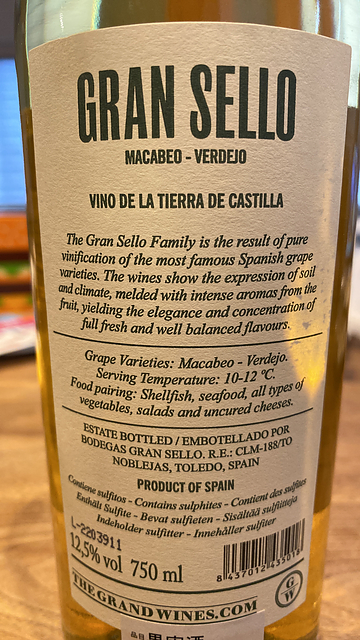 GRAN SELLO
MACABEO - VERDEJO
VINO DE LA TIERRA DE CASTILLA
The Gran Sello Family is the result of pure
vinification of the most famous Spanish grape
varieties. The wines show the expression of soil
and climate, melded with intense aromas from the
fruit, yielding the elegance and concentration of
full fresh and well balanced flavours.
Grape Varieties: Macabeo - Verdejo.
Serving Temperature: 10-12 ºC.
Food pairing: Shellfish, seafood, all types of
vegetables, salads and uncured cheeses.
ESTATE BOTTLED / EMBOTELLADO POR
BODEGAS GRAN SELLO. R.E.: CLM-188/TO
NOBLEJAS, TOLEDO, SPAIN
PRODUCT OF SPAIN
Contiene sulfitos - Contains sulphites - Contient des sulfites
Enthält Sulfite - Bevat sulfieten - Sisältää sulfiitteja
Indeholder sulfitter - Innehåller sulfiter
L-2203911
12,5% vol 750 ml
8 437012 435018
THEGRANDWINES.COM
G W